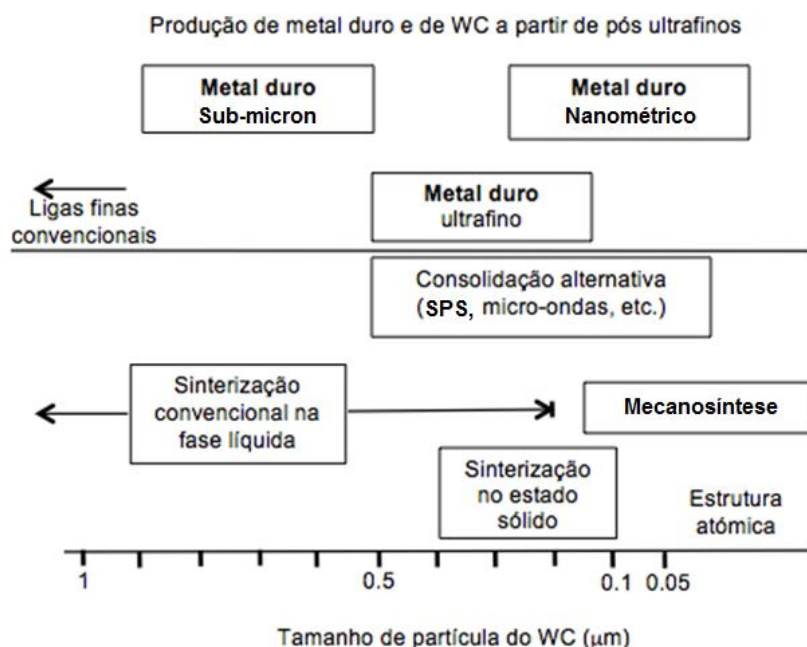 Produção de metal duro e de WC a partir de pós ultrafinos
Metal duro
Sub-micron
Metal duro
Nanométrico
Metal duro
ultrafino
Ligas finas
convencionais
Consolidação alternativa
(SPS, micro-ondas, etc.)
Sinterização
convencional na
fase líquida
Mecanosíntese
Sinterização
no estado
sólido
Estrutura
atómica
1 0.5 0.1 0.05
Tamanho de partícula do WC (μm)